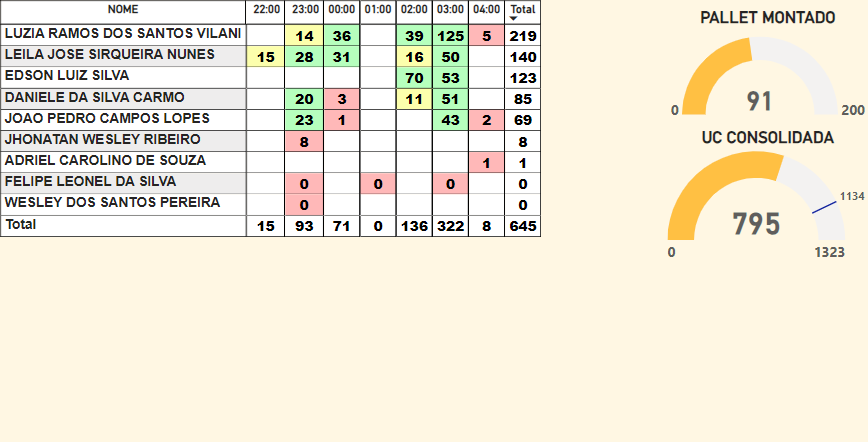 NOME 22:00 23:00 00:00 01:00 02:00 03:00 04:00 Total
LUZIA RAMOS DOS SANTOS VILANI 14 36 39 125 5 219
LEILA JOSE SIRQUEIRA NUNES 15 28 31 16 50 140
EDSON LUIZ SILVA 70 53 123
DANIELE DA SILVA CARMO 20 3 11 51 85
JOAO PEDRO CAMPOS LOPES 23 1 43 2 69
JHONATAN WESLEY RIBEIRO 8 8
ADRIEL CAROLINO DE SOUZA 1 1
FELIPE LEONEL DA SILVA 0 0 0 0
WESLEY DOS SANTOS PEREIRA 0 0
Total 15 93 71 0 136 322 8 645
PALLET MONTADO
91
0 200
UC CONSOLIDADA
1134
795
0 1323